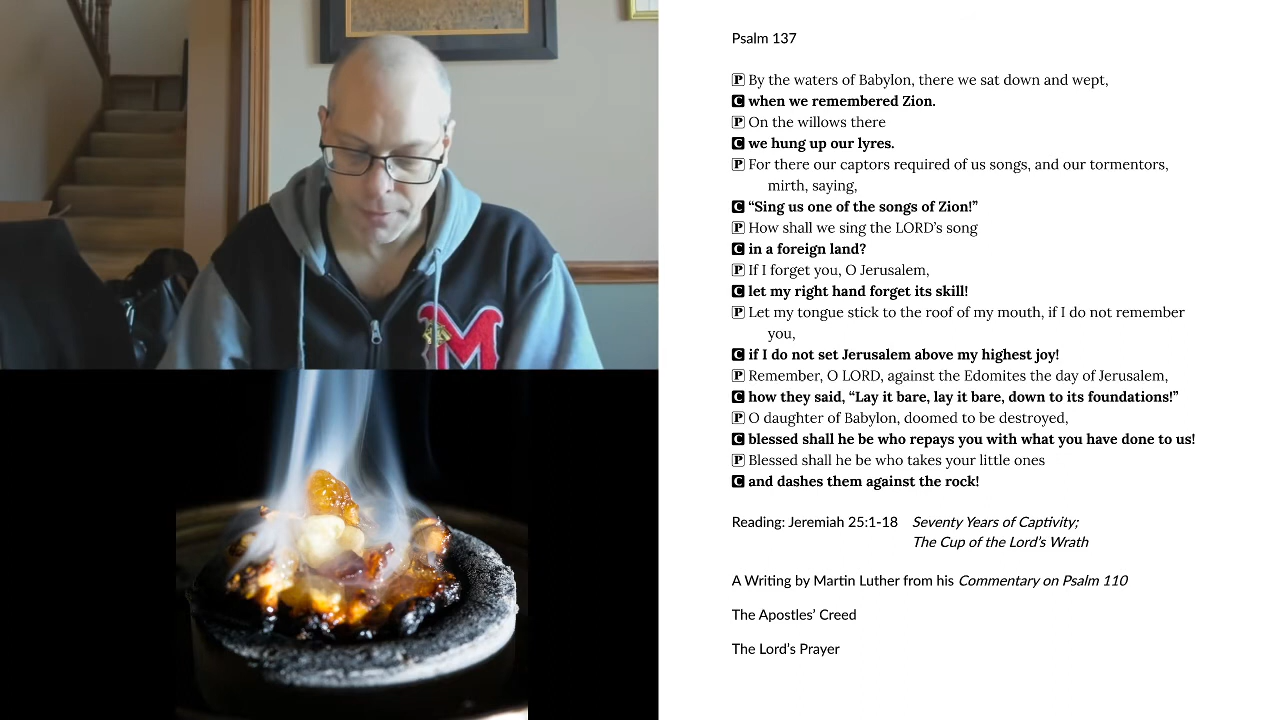 M
Psalm 137
P By the waters of Babylon, there we sat down and wept,
C when we remembered Zion.
P On the willows there
C we hung up our lyres.
P For there our captors required of us songs, and our tormentors,
mirth, saying,
C “Sing us one of the songs of Zion!”
P How shall we sing the LORD’s song
C in a foreign land?
P If I forget you, O Jerusalem,
C let my right hand forget its skill!
P Let my tongue stick to the roof of my mouth, if I do not remember
you,
C if I do not set Jerusalem above my highest joy!
P Remember, O LORD, against the Edomites the day of Jerusalem,
C how they said, “Lay it bare, lay it bare, down to its foundations!”
P O daughter of Babylon, doomed to be destroyed,
C blessed shall he be who repays you with what you have done to us!
P Blessed shall he be who takes your little ones
C and dashes them against the rock!
Reading: Jeremiah 25:1-18 Seventy Years of Captivity;
The Cup of the Lord’s Wrath
A Writing by Martin Luther from his Commentary on Psalm 110
The Apostles’ Creed
The Lord’s Prayer